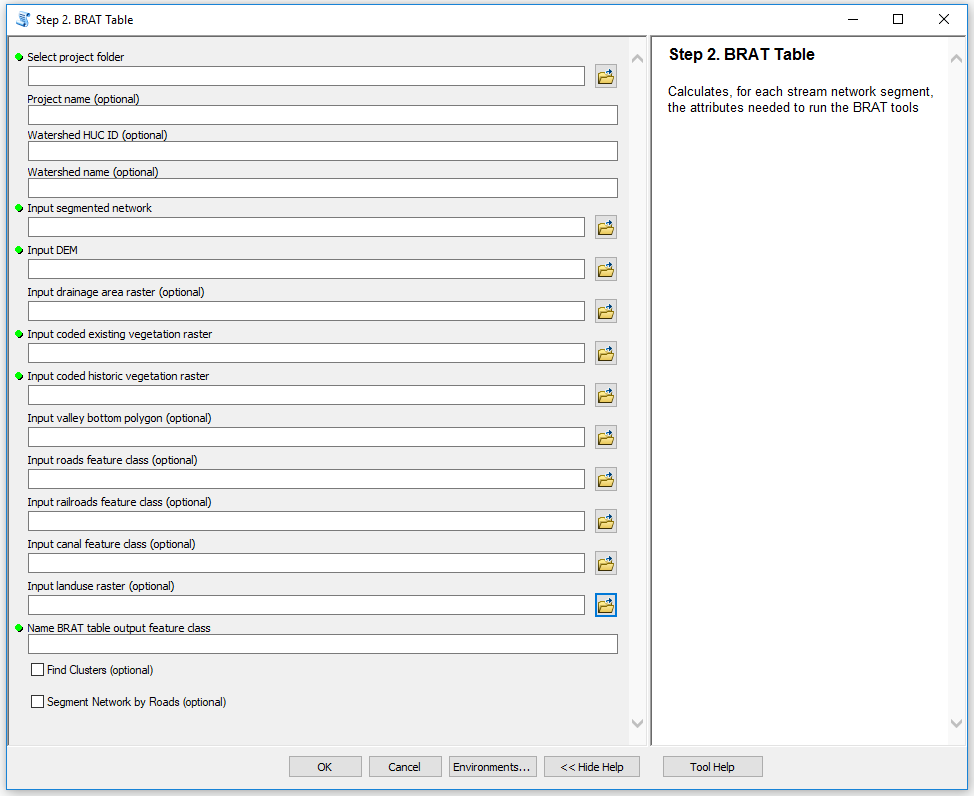 Step 2. BRAT Table
Select project folder
Project name (optional)
Watershed HUC ID (optional)
Watershed name (optional)
Input segmented network
Input DEM
Input drainage area raster (optional)
Input coded existing vegetation raster
Input coded historic vegetation raster
Input valley bottom polygon (optional)
Input roads feature class (optional)
Input railroads feature class (optional)
Input canal feature class (optional)
Input landuse raster (optional)
Name BRAT table output feature class
Find Clusters (optional)
Segment Network by Roads (optional)
Step 2. BRAT Table
Calculates, for each stream network segment,
the attributes needed to run the BRAT tools
OK
Cancel
Environments...
<< Hide Help
Tool Help